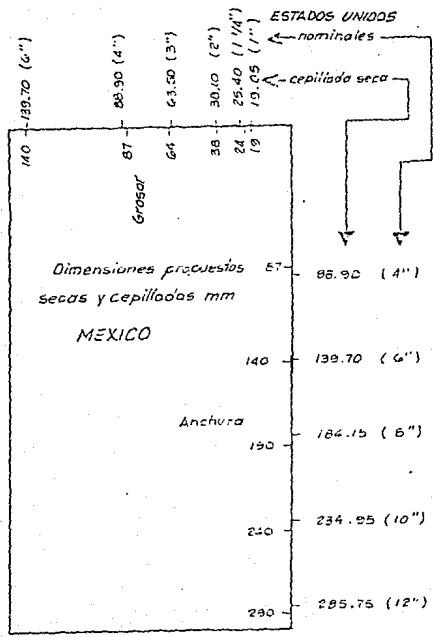 ESTADOS UNIDOS
nominales
cepillada seca
139.70 (6")
88.90 (4")
63.50 (3")
38.10 (2")
25.40 (1 1/4")
19.05 (1")
140
87
64
38
24
19
Grosor
Dimensiones propuestas
secas y cepilladas mm
MEXICO
87
88.90 (4")
140
139.70 (6")
Anchura
190
184.15 (8")
240
234.95 (10")
290
285.75 (12")